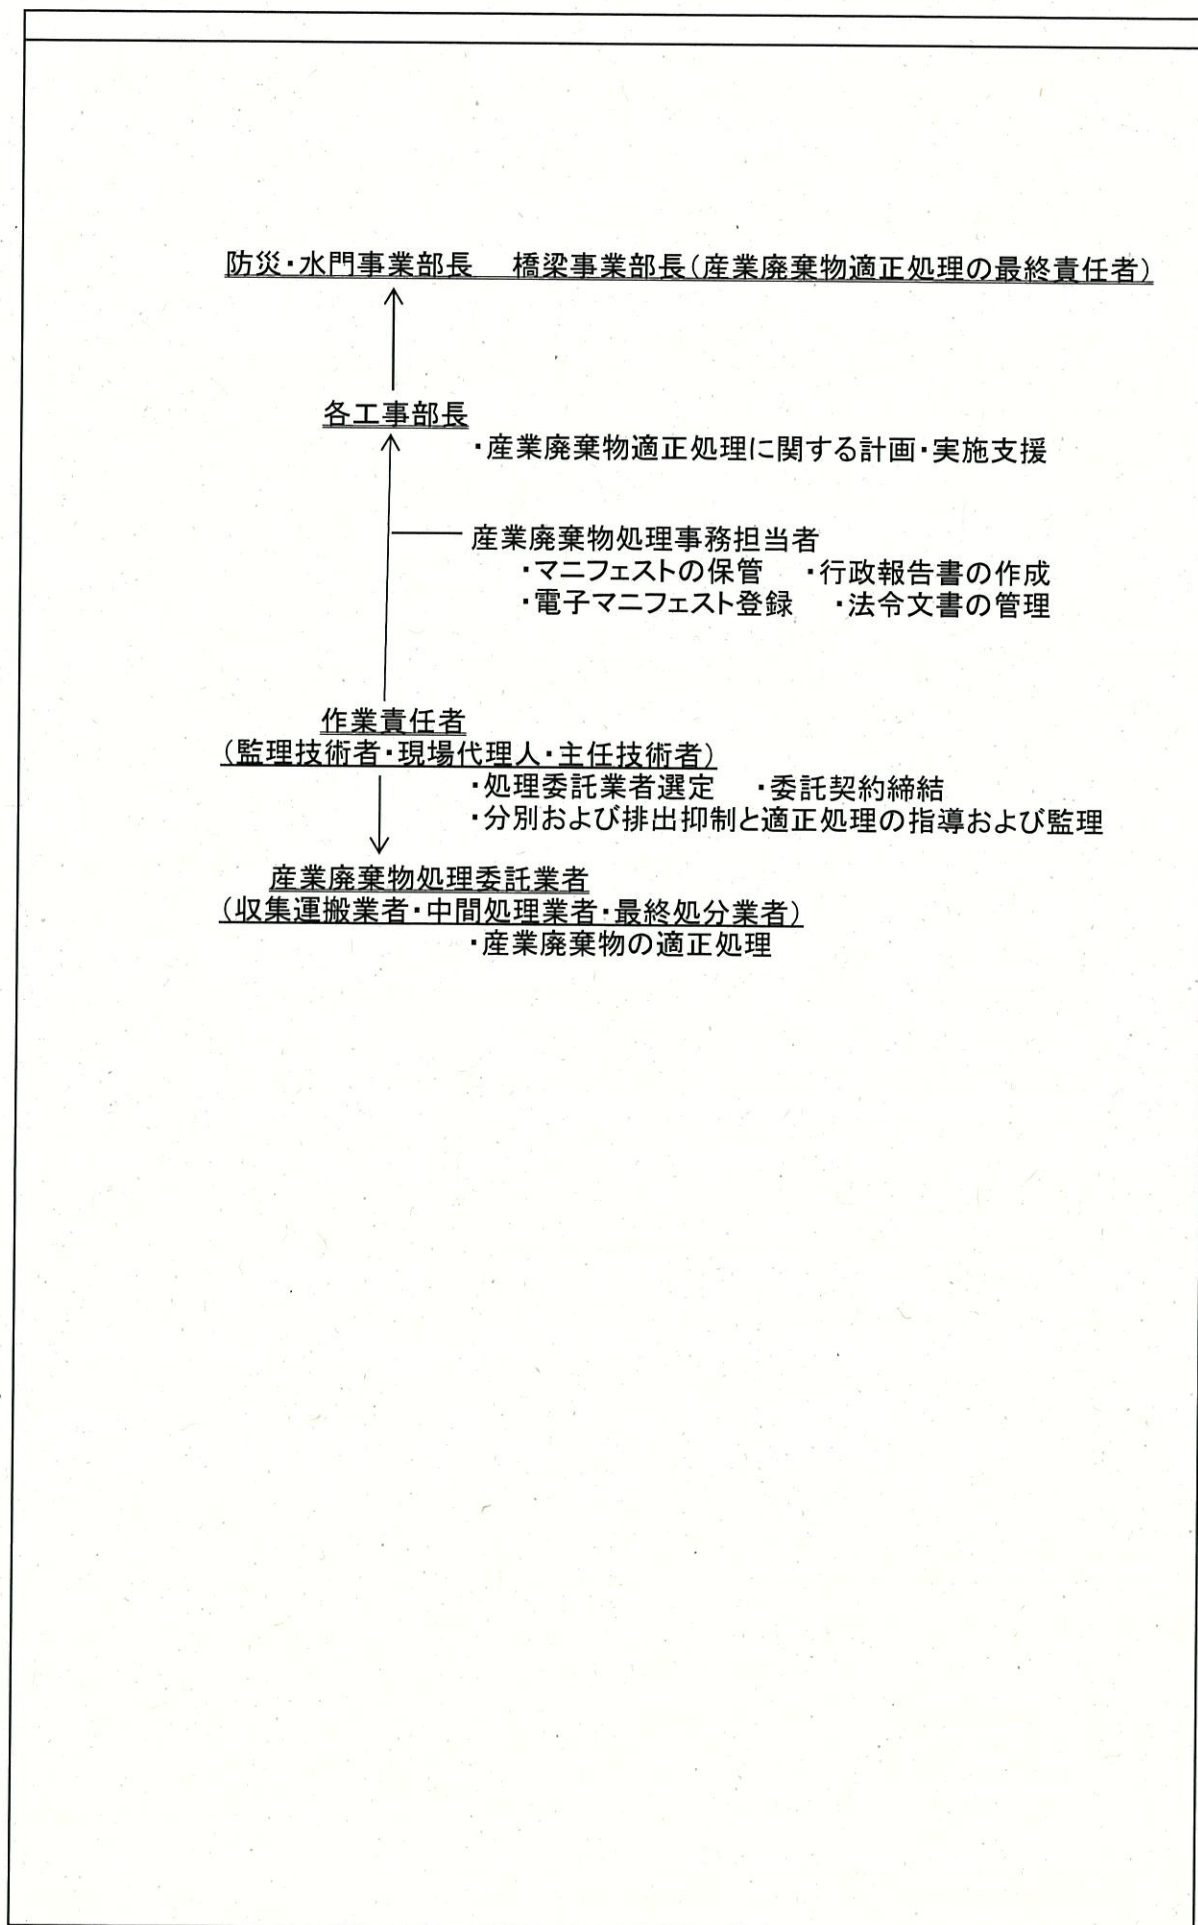 防災・水門事業部長　橋梁事業部長（産業廃棄物適正処理の最終責任者）
各工事部長
・産業廃棄物適正処理に関する計画・実施支援
産業廃棄物処理事務担当者
・マニフェストの保管　・行政報告書の作成
・電子マニフェスト登録　・法令文書の管理
作業責任者
（監理技術者・現場代理人・主任技術者）
・処理委託業者選定　・委託契約締結
・分別および排出抑制と適正処理の指導および監理
産業廃棄物処理委託業者
（収集運搬業者・中間処理業者・最終処分業者）
・産業廃棄物の適正処理